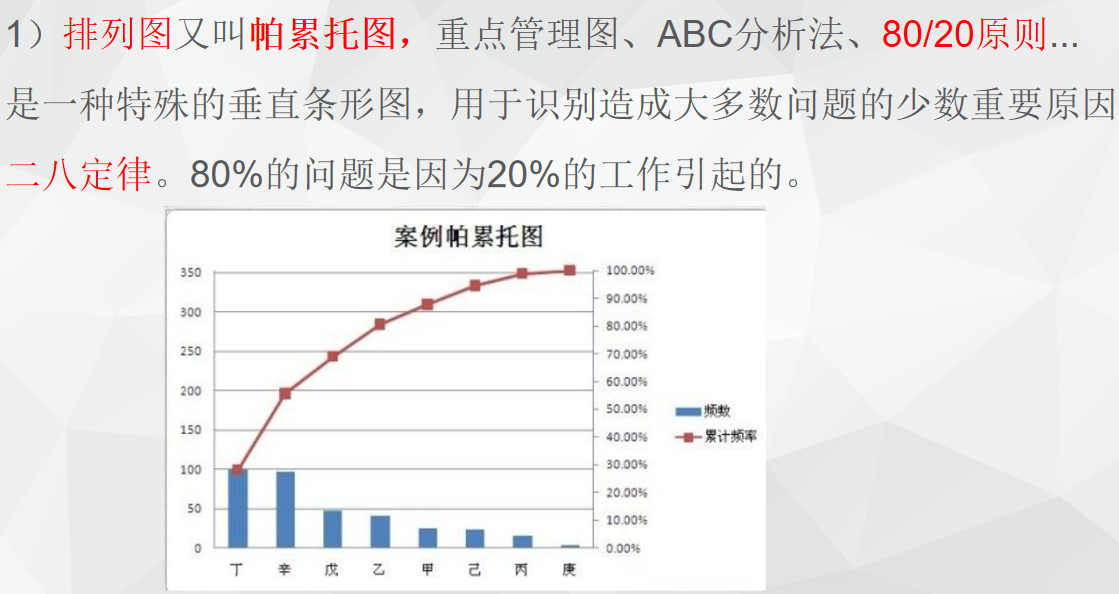 1）排列图又叫帕累托图，重点管理图、ABC分析法、80/20原则...
是一种特殊的垂直条形图，用于识别造成大多数问题的少数重要原因
二八定律。80%的问题是因为20%的工作引起的。
案例帕累托图
350
300
250
200
150
100
50
0
100.00%
90.00%
80.00%
70.00%
60.00%
50.00%
40.00%
30.00%
20.00%
10.00%
0.00%
丁 辛 戊 乙 甲 己 丙 庚
频数
累计频率